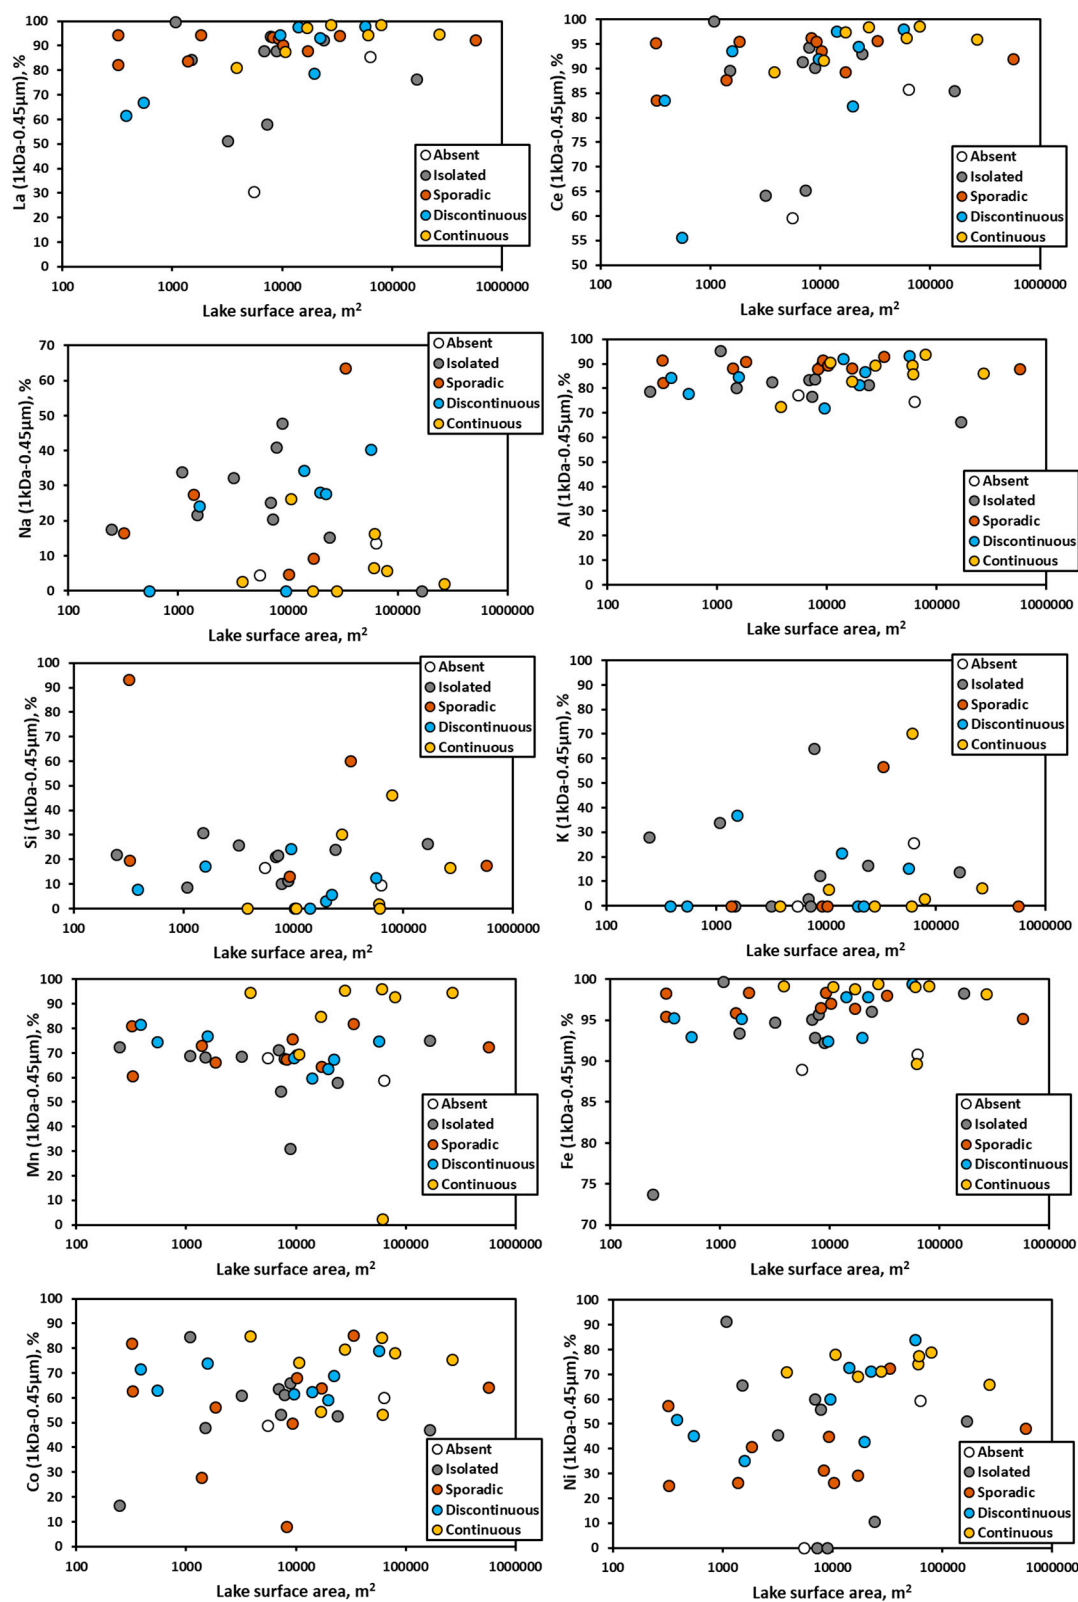 La (1kDa-0.45µm), %
100
90
80
70
60
50
40
30
20
10
0
100 1000 10000 100000 1000000
Lake surface area, m²
Absent
Isolated
Sporadic
Discontinuous
Continuous
Ce (1kDa-0.45µm), %
100
95
90
85
80
75
70
65
60
55
50
100 1000 10000 100000 1000000
Lake surface area, m²
Absent
Isolated
Sporadic
Discontinuous
Continuous
Na (1kDa-0.45µm), %
70
60
50
40
30
20
10
0
100 1000 10000 100000 1000000
Lake surface area, m²
Absent
Isolated
Sporadic
Discontinuous
Continuous
Al (1kDa-0.45µm), %
100
90
80
70
60
50
40
30
20
10
0
100 1000 10000 100000 1000000
Lake surface area, m²
Absent
Isolated
Sporadic
Discontinuous
Continuous
Si (1kDa-0.45µm), %
100
90
80
70
60
50
40
30
20
10
0
100 1000 10000 100000 1000000
Lake surface area, m²
Absent
Isolated
Sporadic
Discontinuous
Continuous
K (1kDa-0.45µm), %
100
90
80
70
60
50
40
30
20
10
0
100 1000 10000 100000 1000000
Lake surface area, m²
Absent
Isolated
Sporadic
Discontinuous
Continuous
Mn (1kDa-0.45µm), %
100
90
80
70
60
50
40
30
20
10
0
100 1000 10000 100000 1000000
Lake surface area, m²
Absent
Isolated
Sporadic
Discontinuous
Continuous
Fe (1kDa-0.45µm), %
100
95
90
85
80
75
70
100 1000 10000 100000 1000000
Lake surface area, m²
Absent
Isolated
Sporadic
Discontinuous
Continuous
Co (1kDa-0.45µm), %
100
90
80
70
60
50
40
30
20
10
0
100 1000 10000 100000 1000000
Lake surface area, m²
Absent
Isolated
Sporadic
Discontinuous
Continuous
Ni (1kDa-0.45µm), %
100
90
80
70
60
50
40
30
20
10
0
100 1000 10000 100000 1000000
Lake surface area, m²
Absent
Isolated
Sporadic
Discontinuous
Continuous